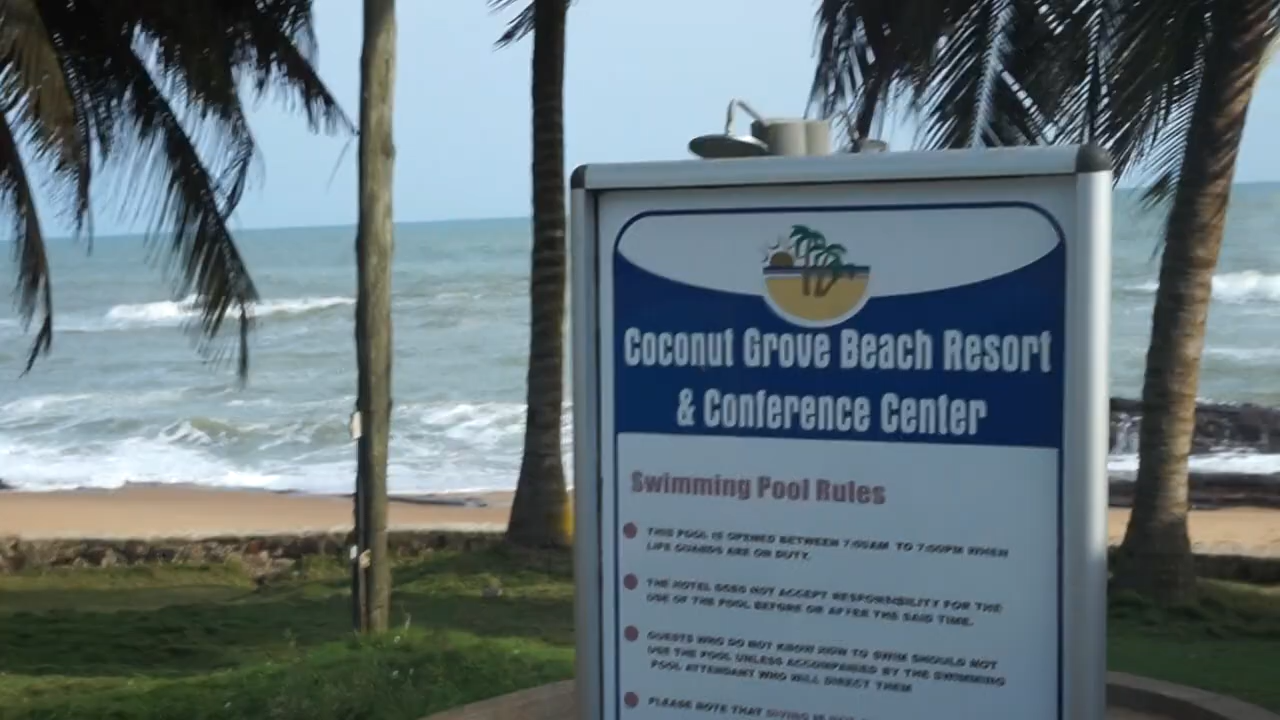 Coconut Grove Beach Resort
& Conference Center
Swimming Pool Rules
THIS POOL IS OPENED BETWEEN 7:00AM TO 7:00PM WHEN
LIFE GUARDS ARE ON DUTY.
THE HOTEL DOES NOT ACCEPT RESPONSIBILITY FOR THE
USE OF THE POOL BEFORE OR AFTER THE SAID TIME.
GUESTS WHO DO NOT KNOW HOW TO SWIM SHOULD NOT
USE THE POOL UNLESS ACCOMPANIED BY THE SWIMMING
POOL ATTENDANT WHO WILL DIRECT THEM
PLEASE NOTE THAT DIVING IS NOT